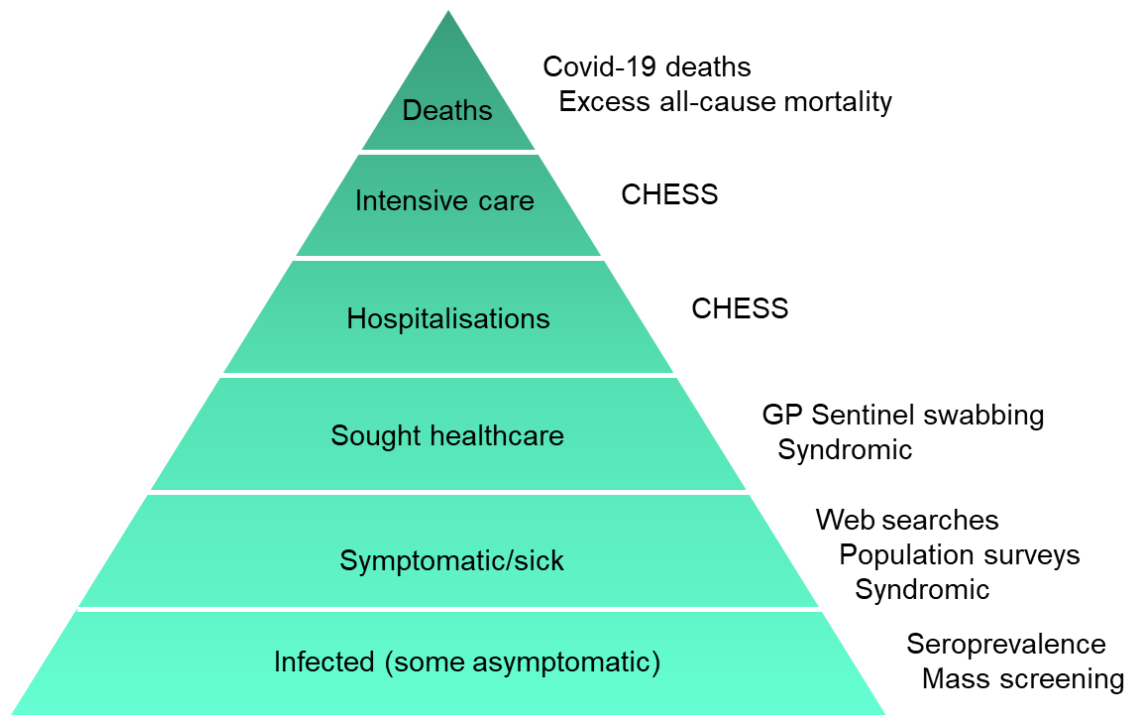 Covid-19 deaths
Excess all-cause mortality
Deaths
Intensive care
CHESS
Hospitalisations
CHESS
Sought healthcare
GP Sentinel swabbing
Syndromic
Symptomatic/sick
Web searches
Population surveys
Syndromic
Infected (some asymptomatic)
Seroprevalence
Mass screening